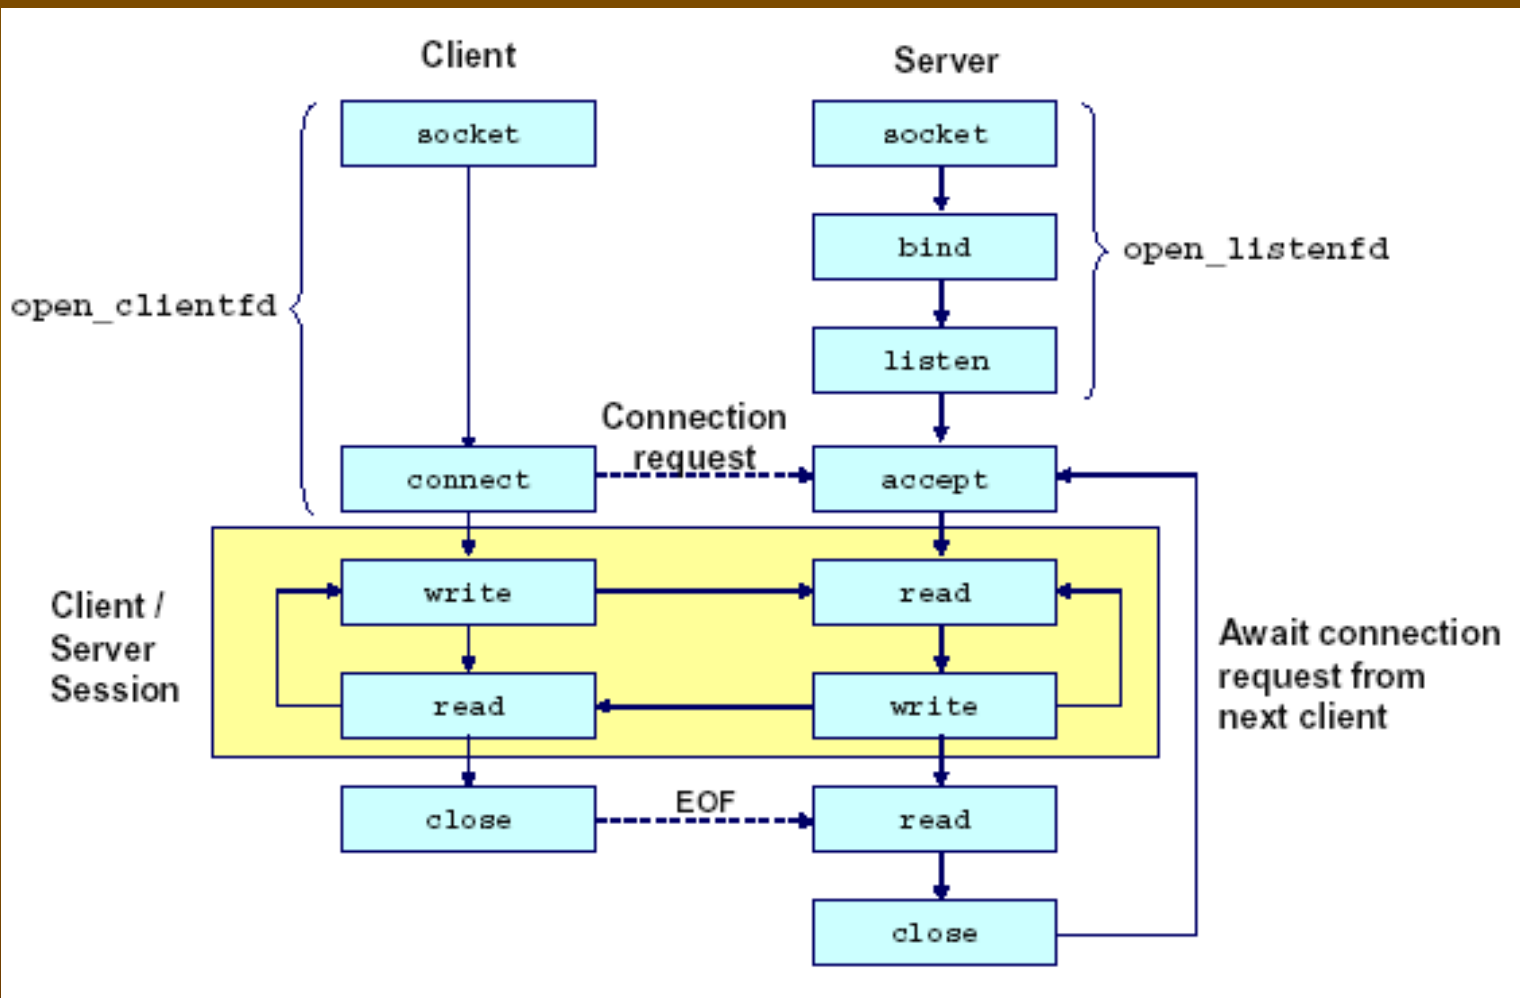 Client
Server
socket
socket
bind
open_listenfd
open_clientfd
listen
Connection
request
connect
accept
Client /
Server
Session
write
read
Await connection
request from
next client
read
write
close
EOF
read
close